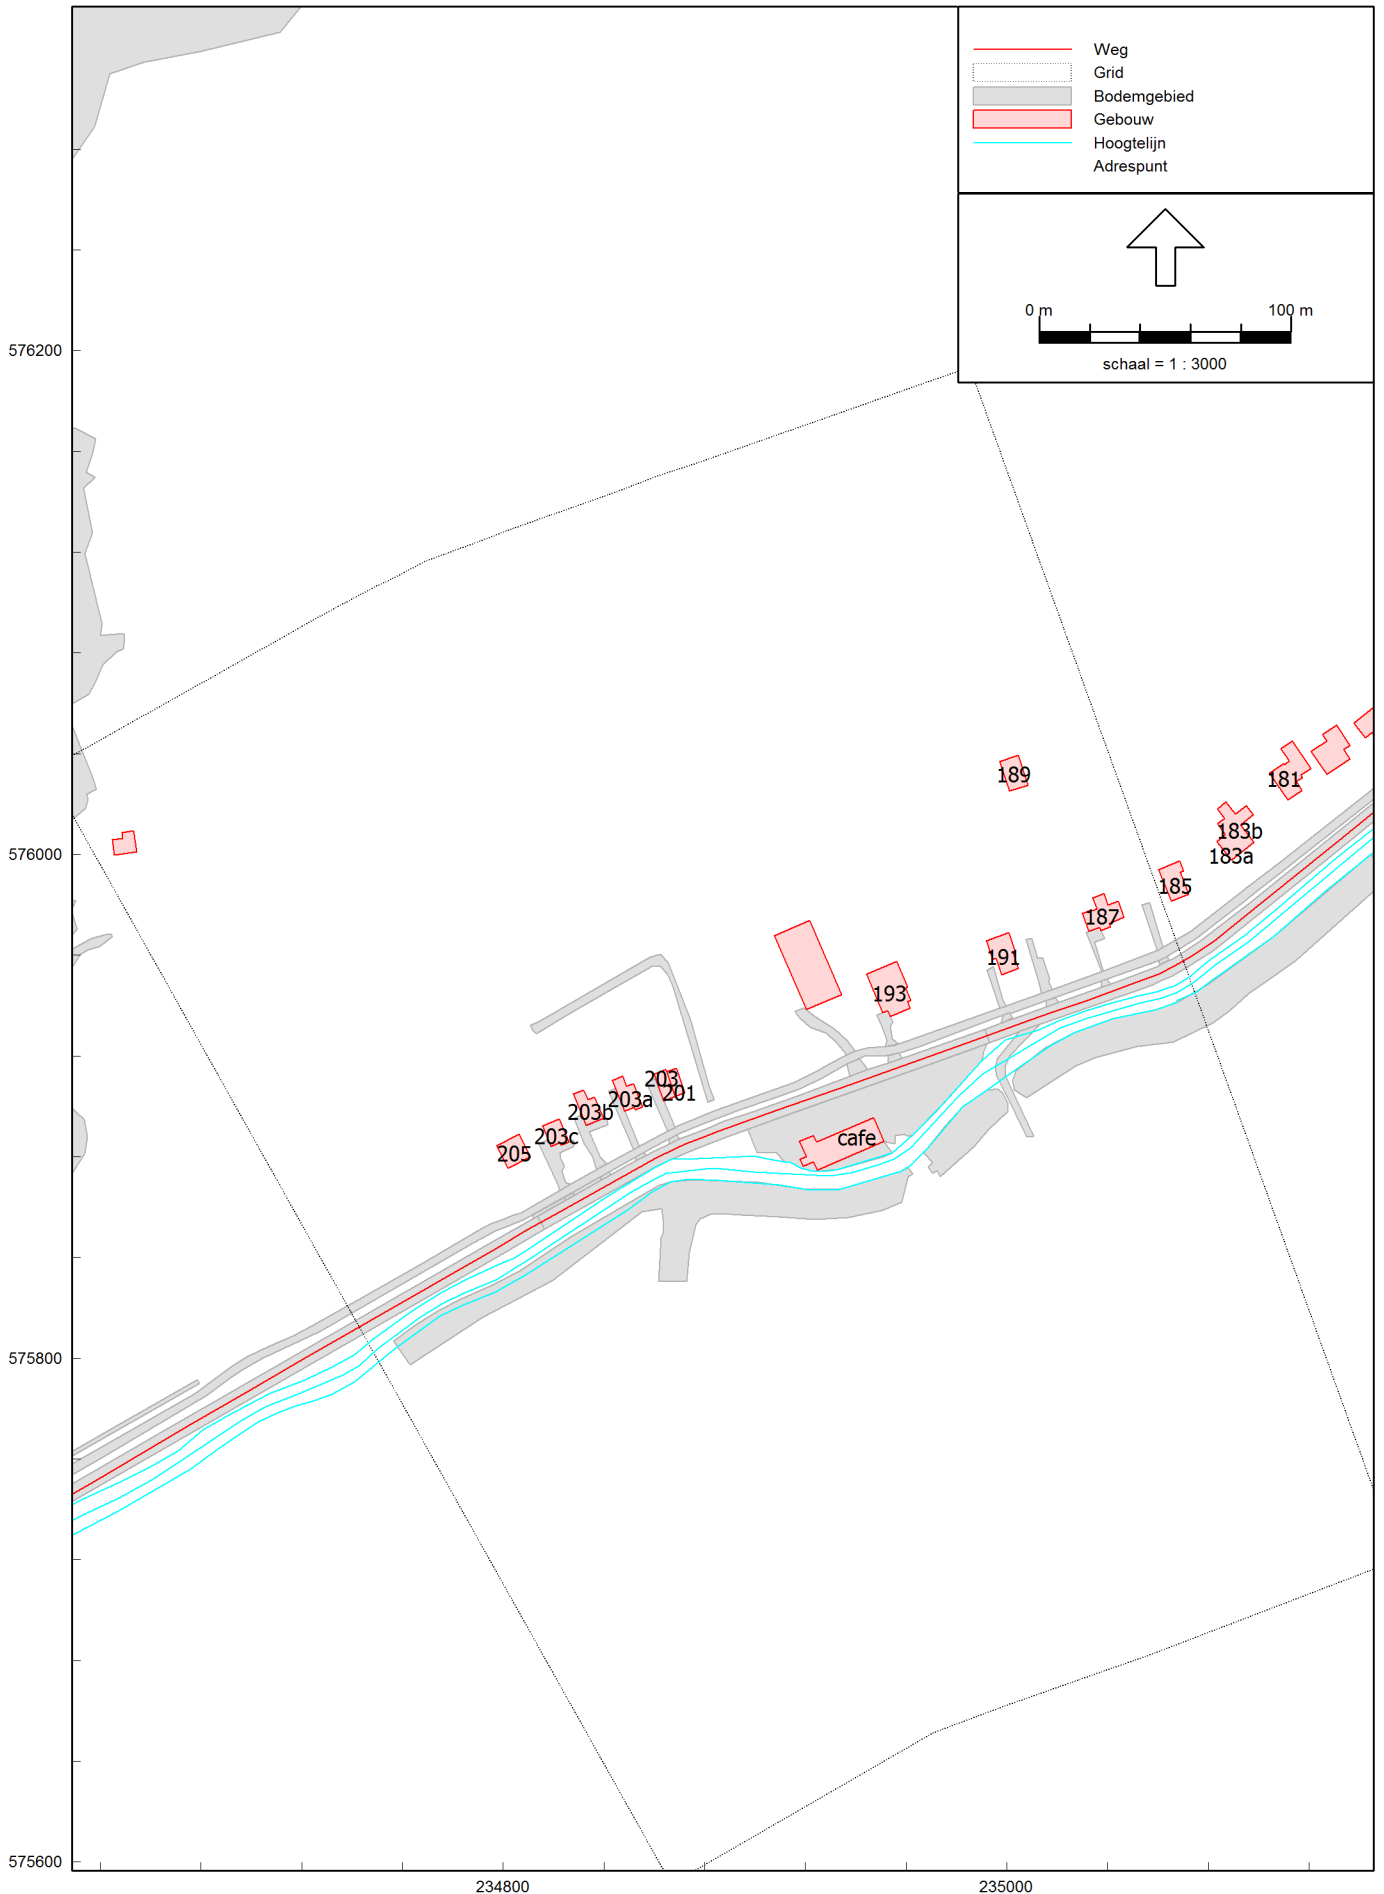 Weg
Grid
Bodemgebied
Gebouw
Hoogtelijn
Adrespunt
0 m 100 m
schaal = 1 : 3000
576200
189
181
183b
576000
183a
185
187
191
193
203
201
203a
203b
203c
cafe
205
575800
575600
234800 235000